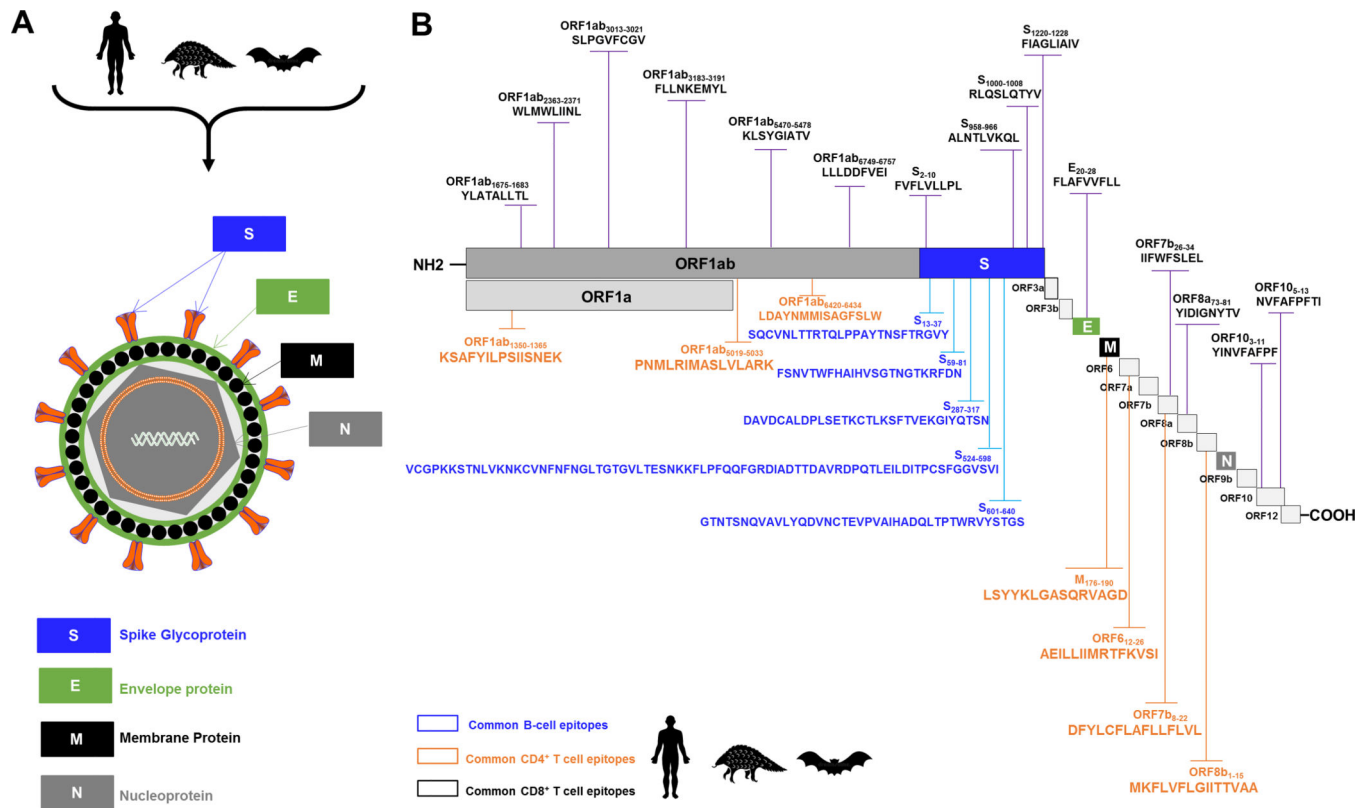 A
S
E
M
N
S
Spike Glycoprotein
E
Envelope protein
M
Membrane Protein
N
Nucleoprotein
B
ORF1ab1675-1683
YLATALLTL
ORF1ab2363-2371
WLMWLIINL
ORF1ab3013-3021
SLPGVFCGV
ORF1ab3183-3191
FLLNKEMYL
ORF1ab5470-5478
KLSYGIATV
ORF1ab6749-6757
LLLDDFVEI
S2-10
FVFLVLLPL
S958-966
ALNTLVKQL
S1000-1008
RLQSLQTYV
S1220-1228
FIAGLIAIV
E20-28
FLAFVVFLL
ORF7b26-34
IIFWFSLEL
ORF8a73-81
YIDIGNYTV
ORF103-11
YINVFAFPF
ORF105-13
NVFAFPFTI
NH2
ORF1ab
S
ORF1a
ORF3a
ORF3b
E
M
ORF6
ORF7a
ORF7b
ORF8a
ORF8b
N
ORF9b
ORF10
ORF12
COOH
ORF1ab1350-1365
KSAFYILPSIISNEK
ORF1ab5019-5033
PNMLRIMASLVLARK
ORF1ab6420-6434
LDAYNMMISAGFSLW
S13-37
SQCVNLTTRTQLPPAYTNSFTRGVY
S59-81
FSNVTWFHAIHVSGTNGTKRFDN
S287-317
DAVDCALDPLSETKCTLKSFTVEKGIYQTSN
S524-598
VCGPKKSTNLVKNKCVNFNFNGLTGTGVLTESNKKFLPFQQFGRDIADTTDAVRDPQTLEILDITPCSFGGVSVI
S601-640
GTNTSNQVAVLYQDVNCTEVPVAIHADQLTPTWRVYSTGS
M176-190
LSYYKLGASQRVAGD
ORF612-26
AEILLIIMRTFKVSI
ORF7b8-22
DFYLCFLAFLLFLVL
ORF8b1-15
MKFLVFLGIITTVAA
Common B-cell epitopes
Common CD4+ T cell epitopes
Common CD8+ T cell epitopes